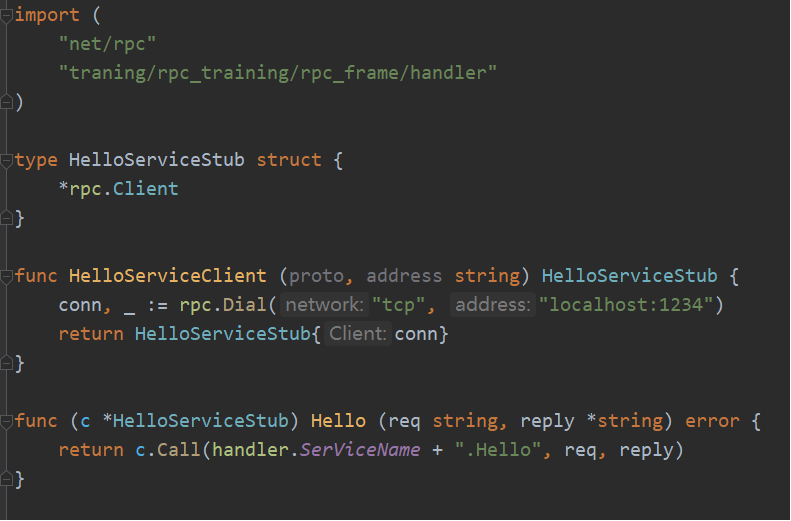 import (
"net/rpc"
"traning/rpc_training/rpc_frame/handler"
)
type HelloServiceStub struct {
*rpc.Client
}
func HelloServiceClient (proto, address string) HelloServiceStub {
conn, _ := rpc.Dial( network: "tcp", address: "localhost:1234")
return HelloServiceStub{ Client: conn}
}
func (c *HelloServiceStub) Hello (req string, reply *string) error {
return c.Call(handler.SerViceName + ".Hello", req, reply)
}